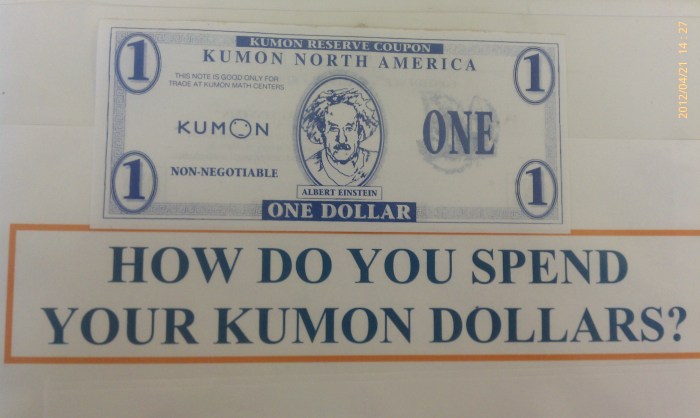 KUMON RESERVE COUPON
KUMON NORTH AMERICA
1
1
THIS NOTE IS GOOD ONLY FOR
TRADE AT KUMON MATH CENTERS
KUMON
ONE
NON-NEGOTIABLE
1
1
ALBERT EINSTEIN
ONE DOLLAR
HOW DO YOU SPEND
YOUR KUMON DOLLARS?
2012/04/21 14:27